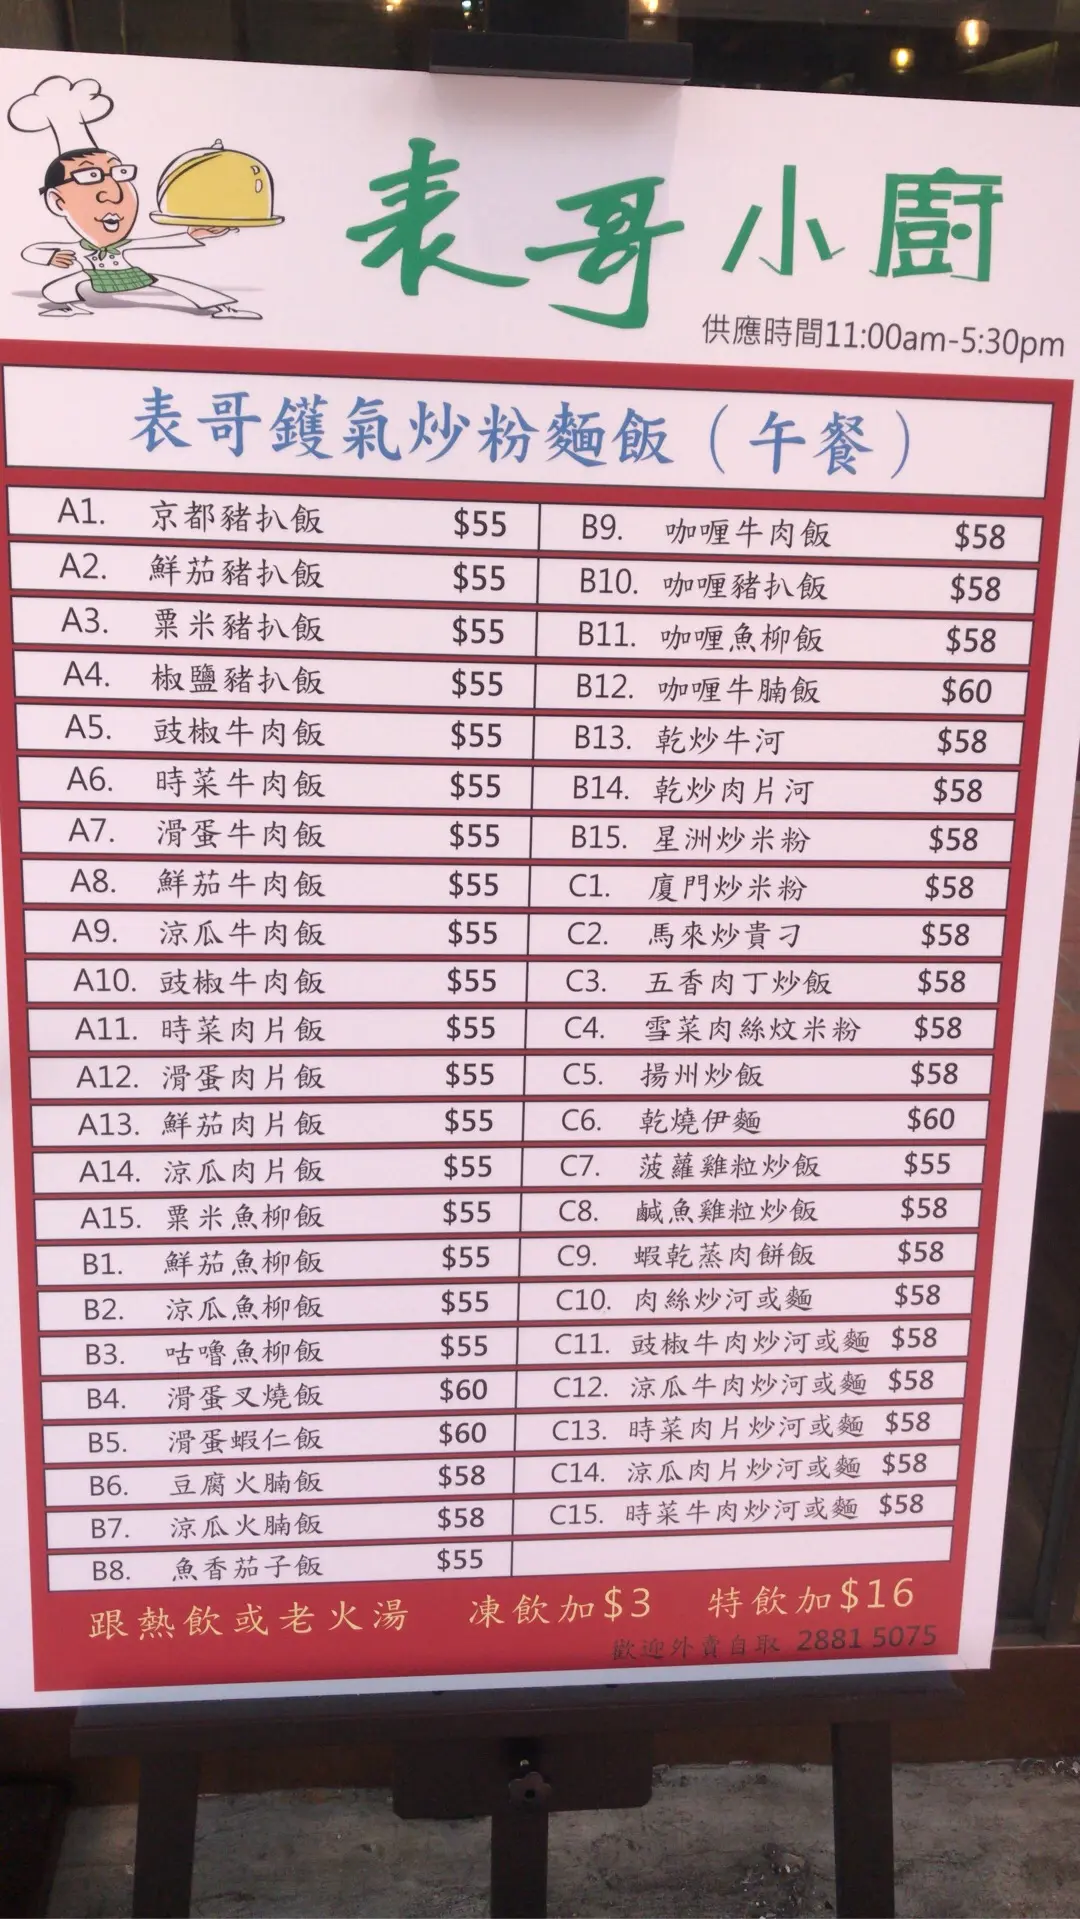 表哥小廚
供應時間11:00am-5:30pm
表哥鑊氣炒粉麵飯（午餐）
A1. 京都豬扒飯 $55
A2. 鮮茄豬扒飯 $55
A3. 粟米豬扒飯 $55
A4. 椒鹽豬扒飯 $55
A5. 豉椒牛肉飯 $55
A6. 時菜牛肉飯 $55
A7. 滑蛋牛肉飯 $55
A8. 鮮茄牛肉飯 $55
A9. 涼瓜牛肉飯 $55
A10. 豉椒牛肉飯 $55
A11. 時菜肉片飯 $55
A12. 滑蛋肉片飯 $55
A13. 鮮茄肉片飯 $55
A14. 涼瓜肉片飯 $55
A15. 粟米魚柳飯 $55
B1. 鮮茄魚柳飯 $55
B2. 涼瓜魚柳飯 $55
B3. 咕嚕魚柳飯 $55
B4. 滑蛋叉燒飯 $60
B5. 滑蛋蝦仁飯 $60
B6. 豆腐火腩飯 $58
B7. 涼瓜火腩飯 $58
B8. 魚香茄子飯 $55
B9. 咖喱牛肉飯 $58
B10. 咖喱豬扒飯 $58
B11. 咖喱魚柳飯 $58
B12. 咖喱牛腩飯 $60
B13. 乾炒牛河 $58
B14. 乾炒肉片河 $58
B15. 星洲炒米粉 $58
C1. 廈門炒米粉 $58
C2. 馬來炒貴刁 $58
C3. 五香肉丁炒飯 $58
C4. 雪菜肉絲炆米粉 $58
C5. 揚州炒飯 $58
C6. 乾燒伊麵 $60
C7. 菠蘿雞粒炒飯 $55
C8. 鹹魚雞粒炒飯 $58
C9. 蝦乾蒸肉餅飯 $58
C10. 肉絲炒河或麵 $58
C11. 豉椒牛肉炒河或麵 $58
C12. 涼瓜牛肉炒河或麵 $58
C13. 時菜肉片炒河或麵 $58
C14. 涼瓜肉片炒河或麵 $58
C15. 時菜牛肉炒河或麵 $58
跟熱飲或老火湯 凍飲加$3 特飲加$16
歡迎外賣自取 2881 5075